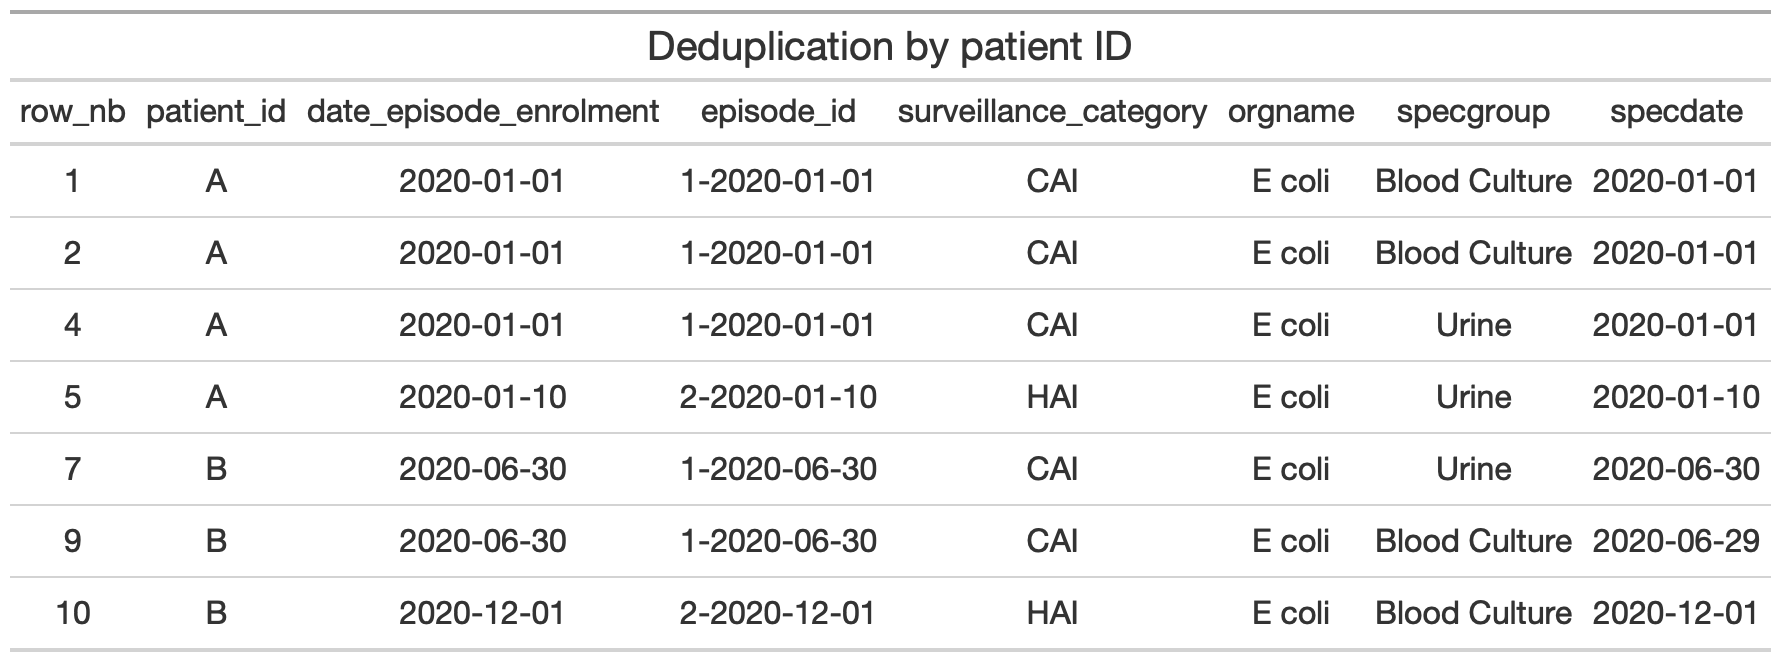 Deduplication by patient ID
row_nb patient_id date_episode_enrolment episode_id surveillance_category orgname specgroup specdate
1 A 2020-01-01 1-2020-01-01 CAI E coli Blood Culture 2020-01-01
2 A 2020-01-01 1-2020-01-01 CAI E coli Blood Culture 2020-01-01
4 A 2020-01-01 1-2020-01-01 CAI E coli Urine 2020-01-01
5 A 2020-01-10 2-2020-01-10 HAI E coli Urine 2020-01-10
7 B 2020-06-30 1-2020-06-30 CAI E coli Urine 2020-06-30
9 B 2020-06-30 1-2020-06-30 CAI E coli Blood Culture 2020-06-29
10 B 2020-12-01 2-2020-12-01 HAI E coli Blood Culture 2020-12-01